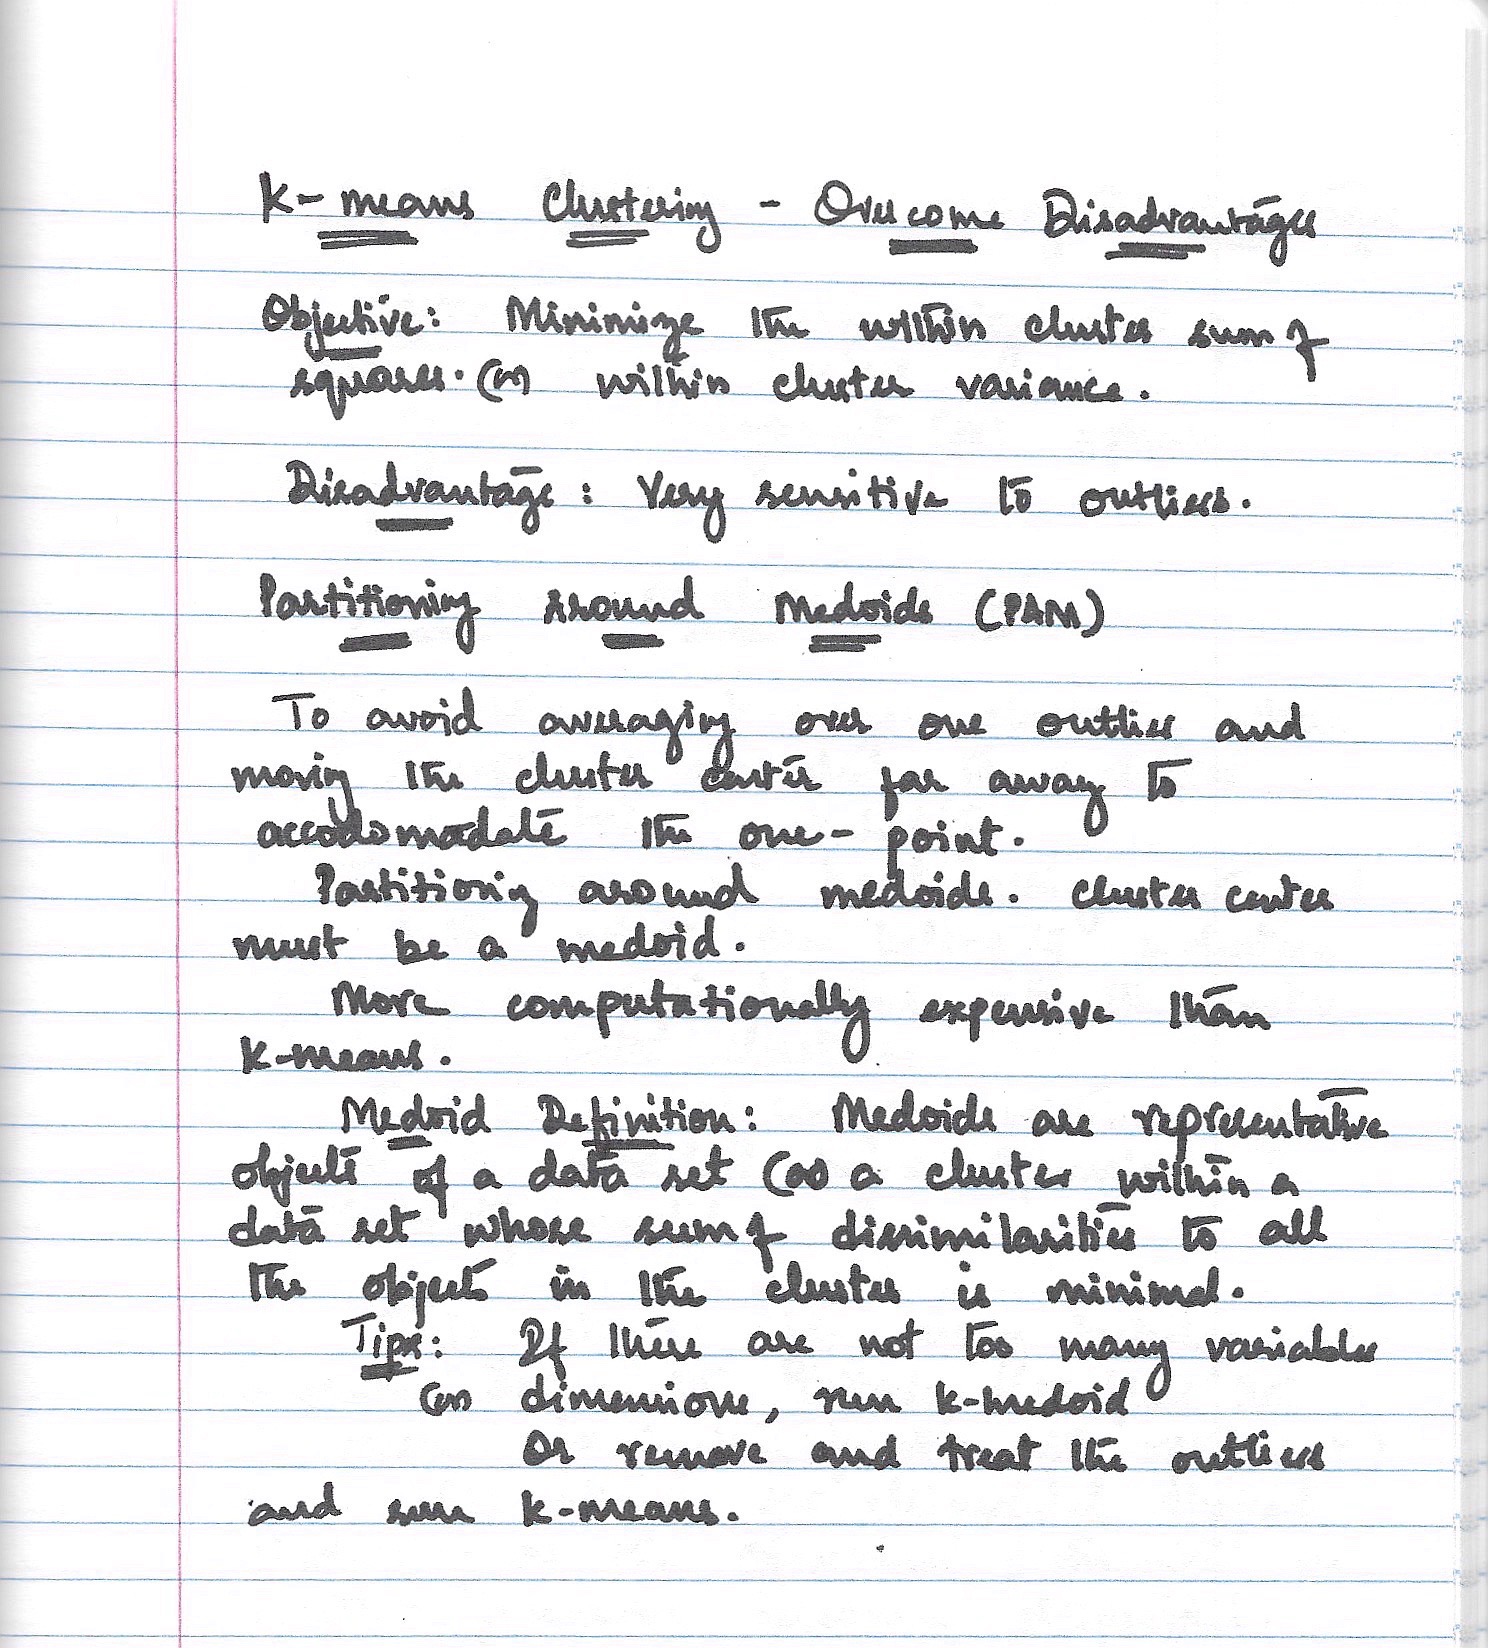 K-means Clustering - Overcome Disadvantages
Objective: Minimize the within cluster sum of
squares. (or) within cluster variance.
Disadvantage: Very sensitive to outliers.
Partitioning around Medoids (PAM)
To avoid averaging over one outlier and
moving the cluster center far away to
accodomodate the one-point.
Partitioning around medoids. cluster center
must be a medoid.
More computationally expensive than
K-means.
Medoid Definition: Medoids are representative
objects of a data set (or) a cluster within a
data set whose sum of dissimilarities to all
the objects in the cluster is minimal.
Tips: If there are not too many variables
(or) dimensions, run k-medoid
Or remove and treat the outliers
and run k-means.